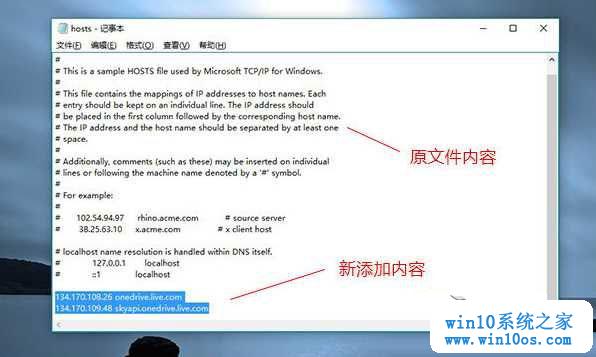 hosts - 记事本
文件(F) 编辑(E) 格式(O) 查看(V) 帮助(H)
#
# This is a sample HOSTS file used by Microsoft TCP/IP for Windows.
#
# This file contains the mappings of IP addresses to host names. Each
# entry should be kept on an individual line. The IP address should
# be placed in the first column followed by the corresponding host name.
# The IP address and the host name should be separated by at least one
# space.
#
# Additionally, comments (such as these) may be inserted on individual
# lines or following the machine name denoted by a '#' symbol.
#
# For example:
#
# 102.54.94.97 rhino.acme.com # source server
# 38.25.63.10 x.acme.com # x client host
# localhost name resolution is handled within DNS itself.
# 127.0.0.1 localhost
# ::1 localhost
134.170.108.26 onedrive.live.com
134.170.109.48 skyapi.onedrive.live.com
原文件内容
新添加内容
win10系统之家
www.win10os.com